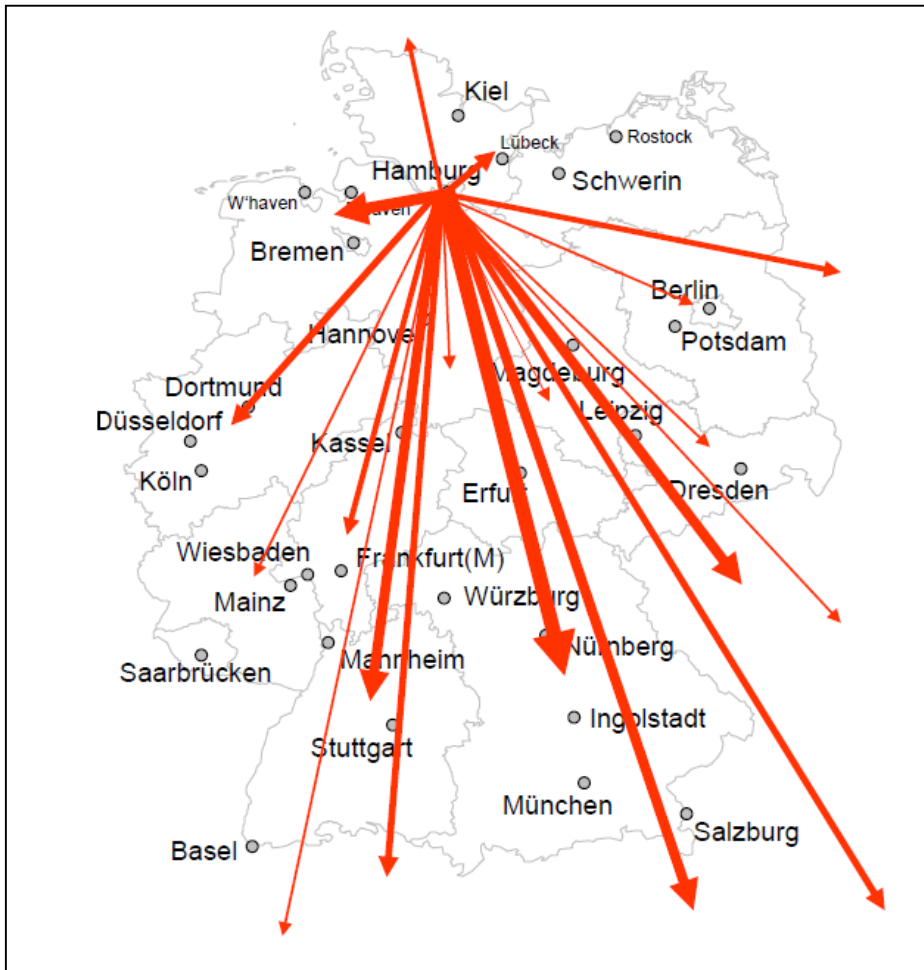 Kiel
Rostock
Lübeck
Hamburg
Schwerin
W'haven
Bremen
Berlin
Hannove
Potsdam
Magdeburg
Dortmund
Leipzig
Düsseldorf
Kassel
Köln
Erfurt
Dresden
Wiesbaden
Frankfurt(M)
Mainz
Würzburg
Nürnberg
Mannheim
Saarbrücken
Ingolstadt
Stuttgart
München
Salzburg
Basel